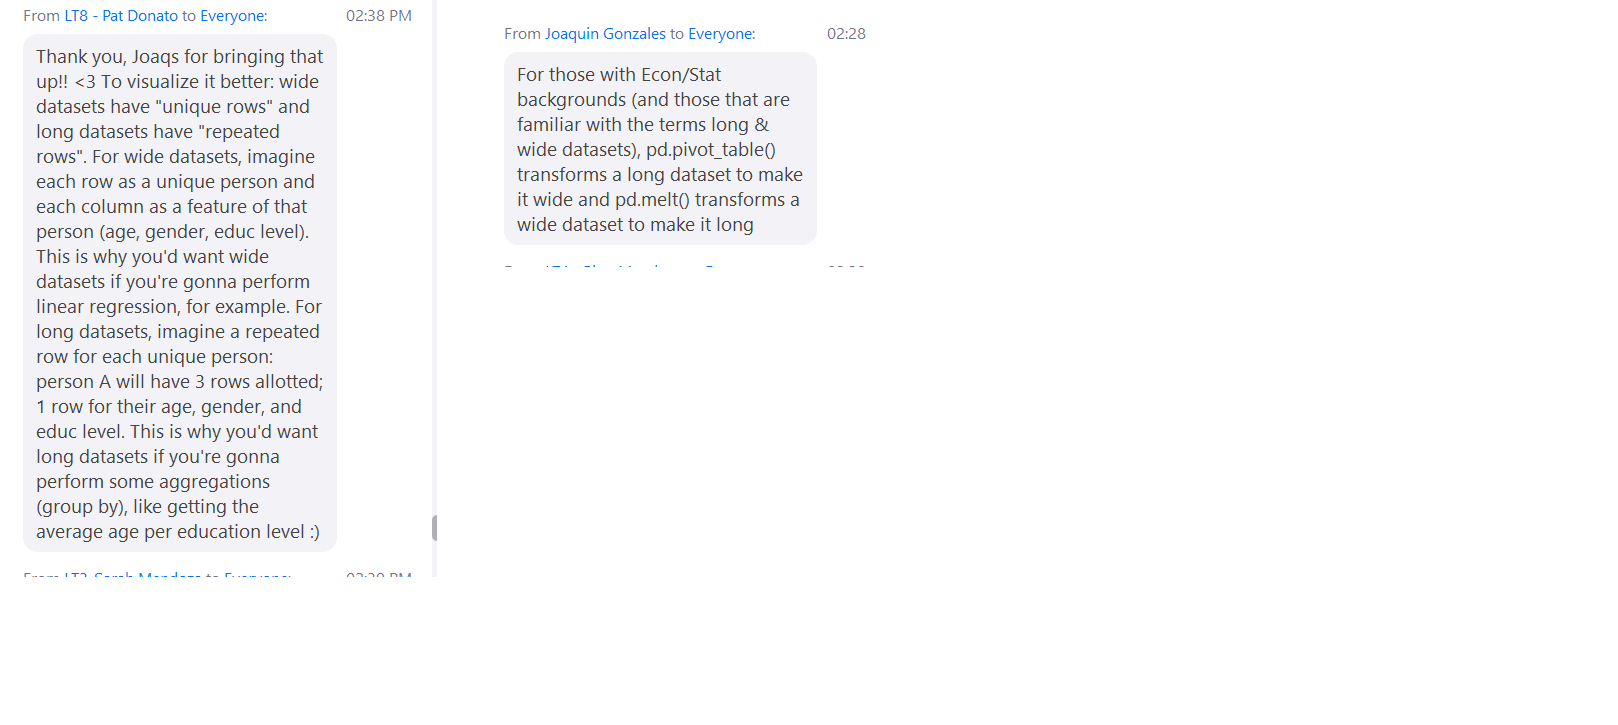 From LT8 - Pat Donato to Everyone: 02:38 PM
Thank you, Joaqs for bringing that
up!! <3 To visualize it better: wide
datasets have "unique rows" and
long datasets have "repeated
rows". For wide datasets, imagine
each row as a unique person and
each column as a feature of that
person (age, gender, educ level).
This is why you'd want wide
datasets if you're gonna perform
linear regression, for example. For
long datasets, imagine a repeated
row for each unique person:
person A will have 3 rows allotted;
1 row for their age, gender, and
educ level. This is why you'd want
long datasets if you're gonna
perform some aggregations
(group by), like getting the
average age per education level :)
From Joaquin Gonzales to Everyone: 02:28
For those with Econ/Stat
backgrounds (and those that are
familiar with the terms long &
wide datasets), pd.pivot_table()
transforms a long dataset to make
it wide and pd.melt() transforms a
wide dataset to make it long